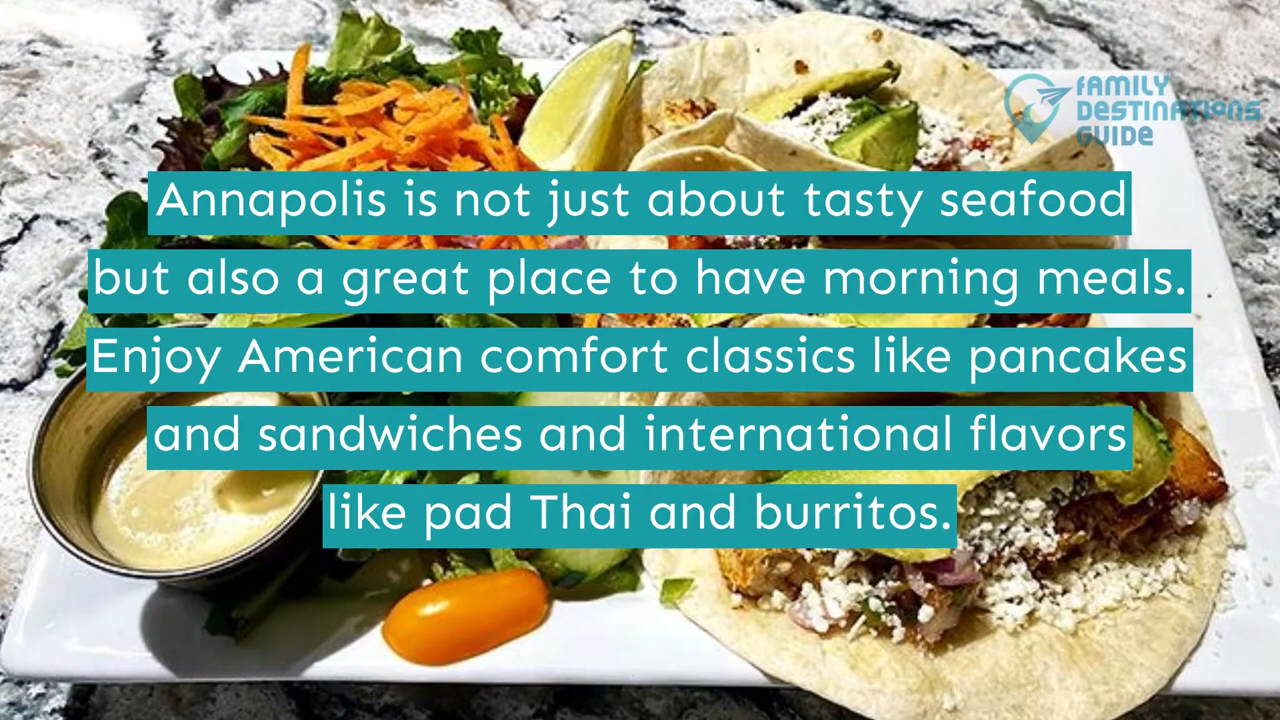 FAMILY
DESTINATIONS
GUIDE
Annapolis is not just about tasty seafood
but also a great place to have morning meals.
Enjoy American comfort classics like pancakes
and sandwiches and international flavors
like pad Thai and burritos.